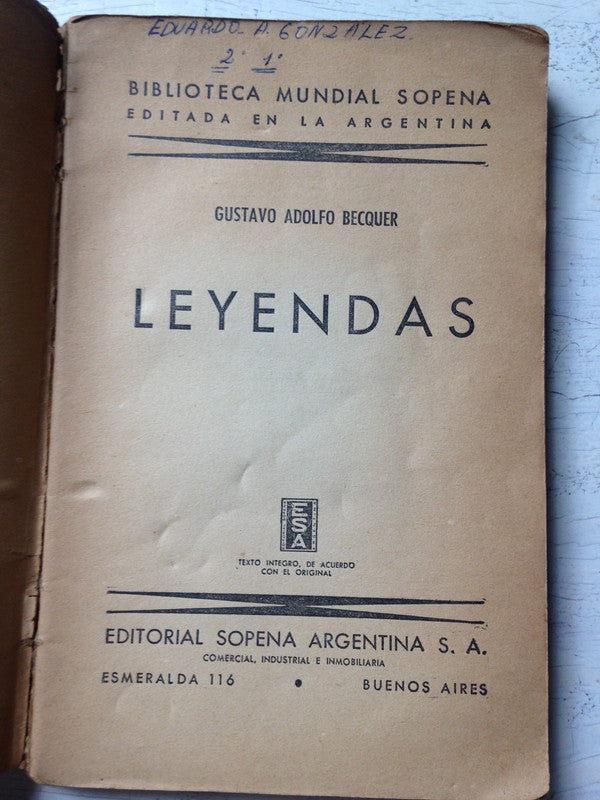 EDUARDO A. GONZALEZ.
2° 1°
BIBLIOTECA MUNDIAL SOPENA
EDITADA EN LA ARGENTINA
GUSTAVO ADOLFO BECQUER
LEYENDAS
ESA
TEXTO INTEGRO, DE ACUERDO
CON EL ORIGINAL
EDITORIAL SOPENA ARGENTINA S. A.
COMERCIAL, INDUSTRIAL E INMOBILIARIA
ESMERALDA 116 • BUENOS AIRES